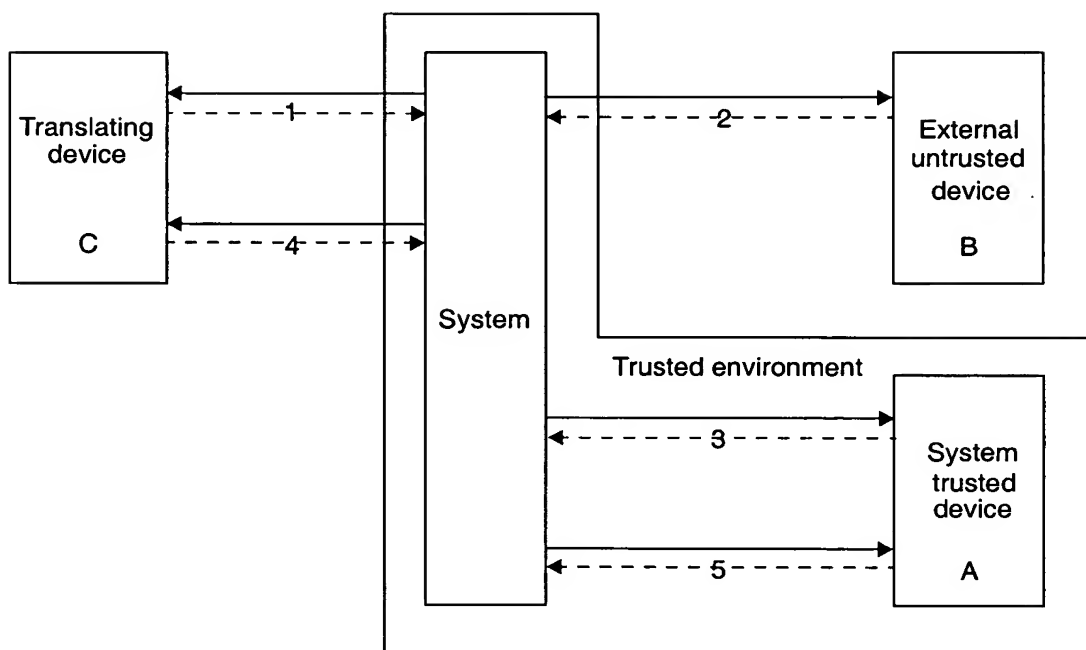 Translating
device
C
1
4
System
2
External
untrusted
device
B
Trusted environment
3
System
trusted
device
A
5